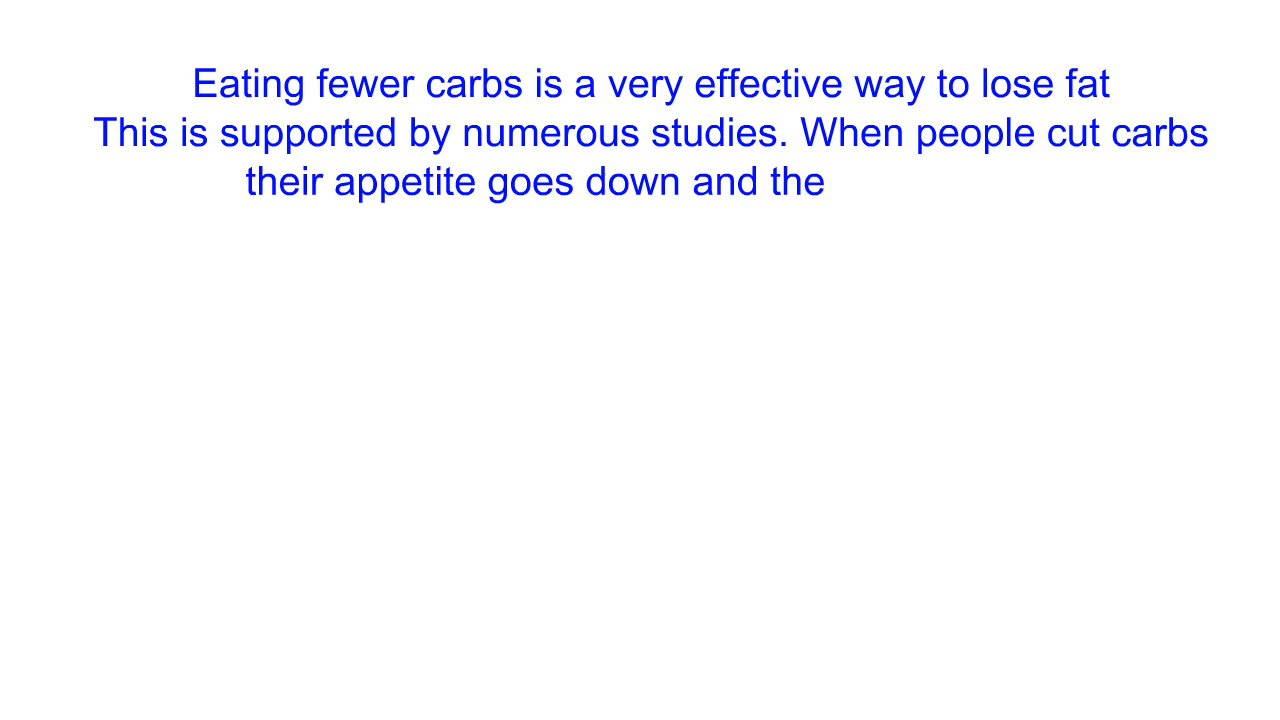 Eating fewer carbs is a very effective way to lose fat
This is supported by numerous studies. When people cut carbs
their appetite goes down and the